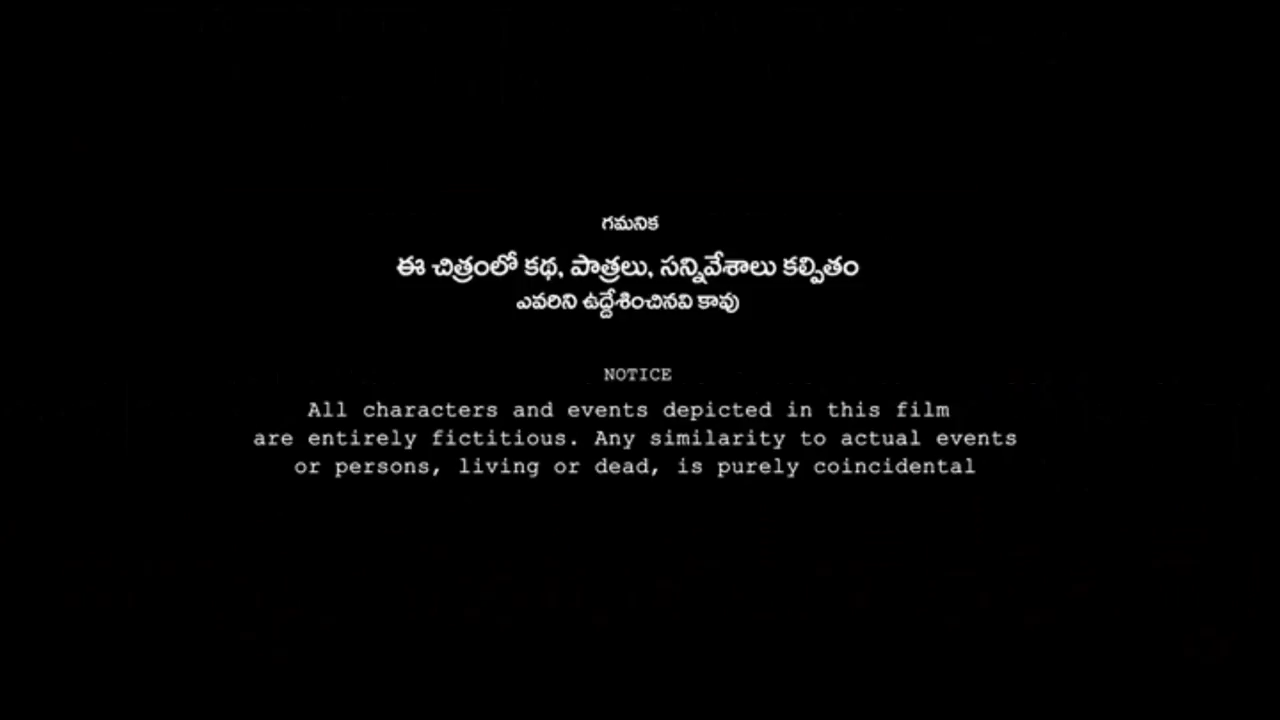 గమనిక
ఈ చిత్రంలో కథ, పాత్రలు, సన్నివేశాలు కల్పితం
ఎవరిని ఉద్దేశించినవి కావు
NOTICE
All characters and events depicted in this film
are entirely fictitious. Any similarity to actual events
or persons, living or dead, is purely coincidental